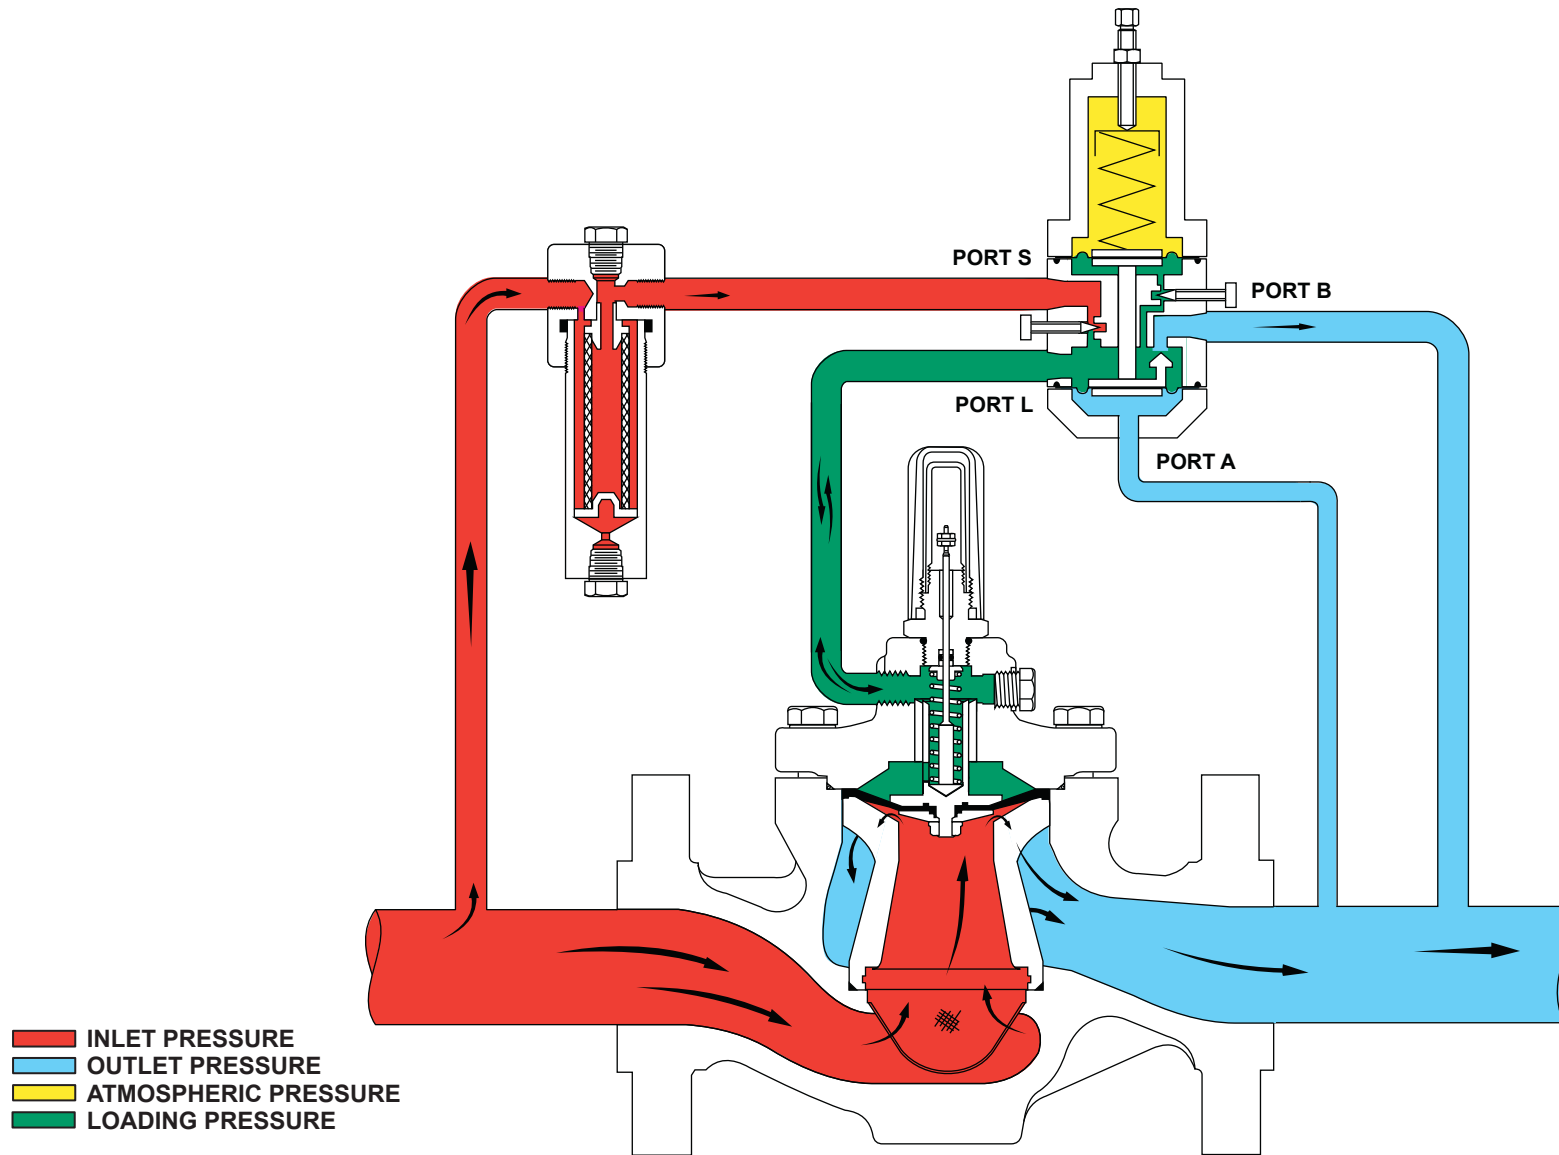 PORT S
PORT B
PORT L
PORT A
INLET PRESSURE
OUTLET PRESSURE
ATMOSPHERIC PRESSURE
LOADING PRESSURE